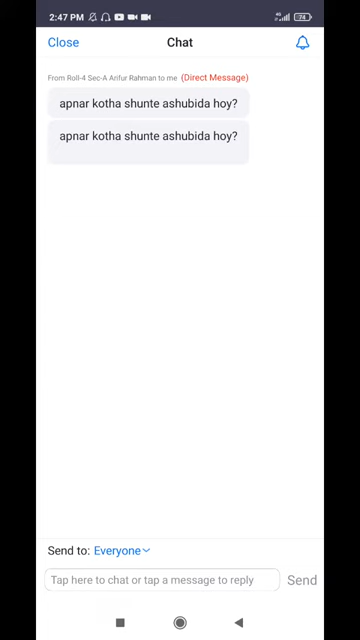 2:47 PM 4G 74
Close Chat
From Roll-4 Sec-A Arifur Rahman to me (Direct Message)
apnar kotha shunte ashubida hoy?
apnar kotha shunte ashubida hoy?
Send to: Everyone
Tap here to chat or tap a message to reply Send